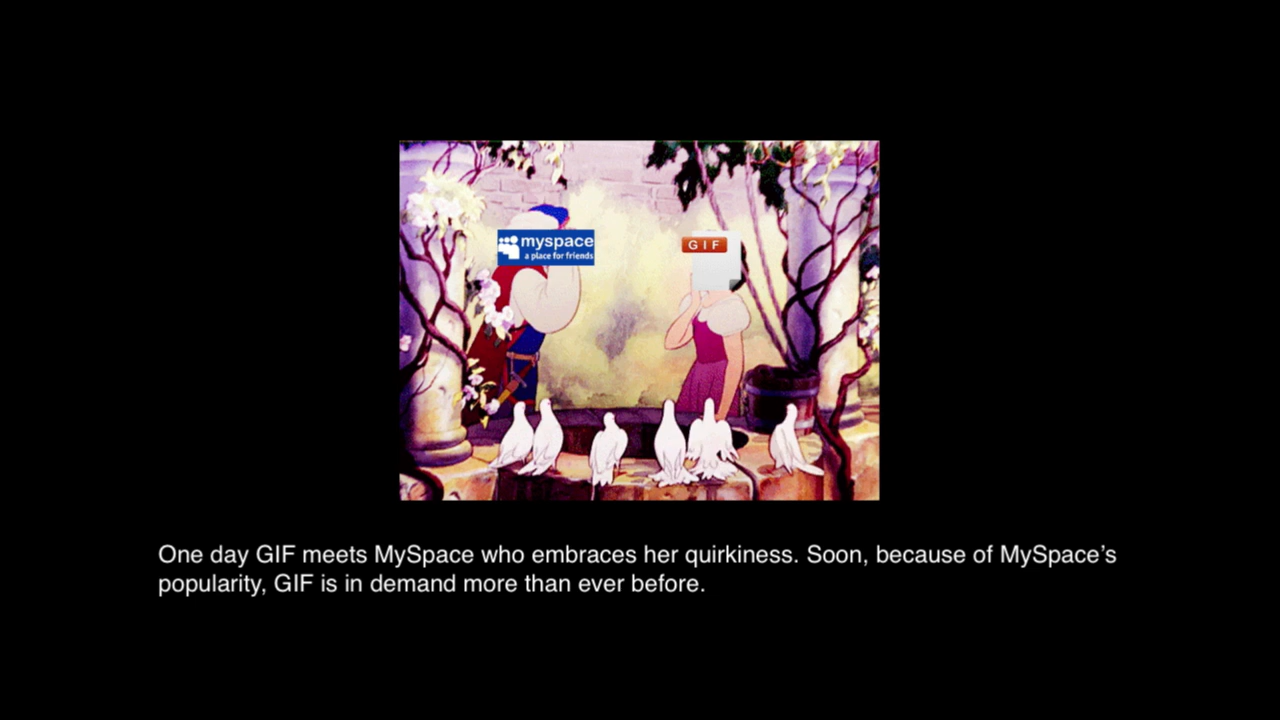 myspace
a place for friends
GIF
One day GIF meets MySpace who embraces her quirkiness. Soon, because of MySpace’s
popularity, GIF is in demand more than ever before.